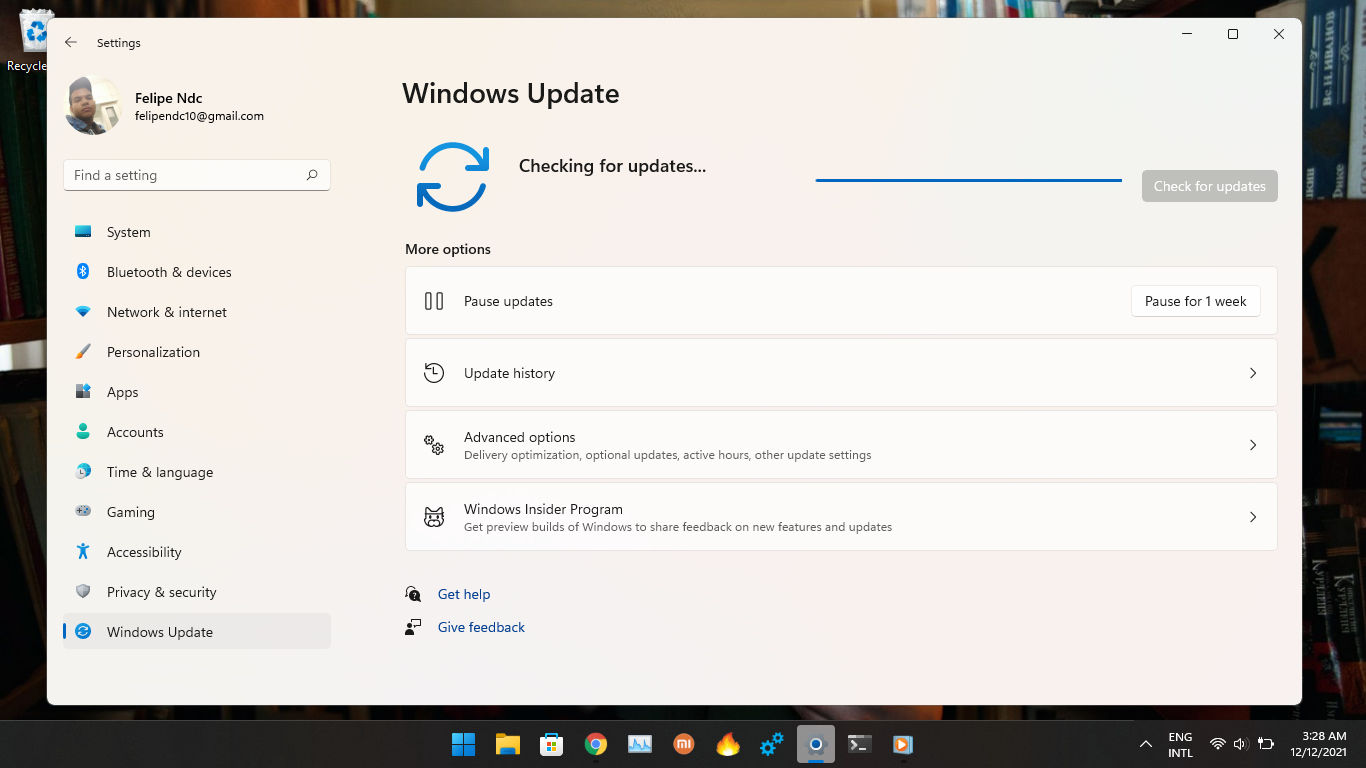 Recycle
Settings
Felipe Ndc
felipendc10@gmail.com
Find a setting
System
Bluetooth & devices
Network & internet
Personalization
Apps
Accounts
Time & language
Gaming
Accessibility
Privacy & security
Windows Update
Windows Update
Checking for updates...
Check for updates
More options
Pause updates
Pause for 1 week
Update history
Advanced options
Delivery optimization, optional updates, active hours, other update settings
Windows Insider Program
Get preview builds of Windows to share feedback on new features and updates
Get help
Give feedback
Вс.Н. ИВАНОВ
ENG
INTL
3:28 AM
12/12/2021